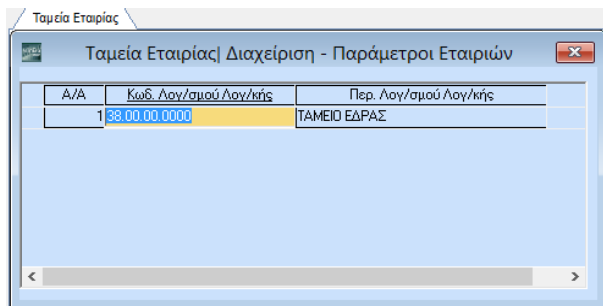 Ταμεία Εταιρίας
Ταμεία Εταιρίας| Διαχείριση - Παράμετροι Εταιριών
Α/Α Κωδ. Λογ/σμού Λογ/κής Περ. Λογ/σμού Λογ/κής
1 38.00.00.0000 ΤΑΜΕΙΟ ΕΔΡΑΣ